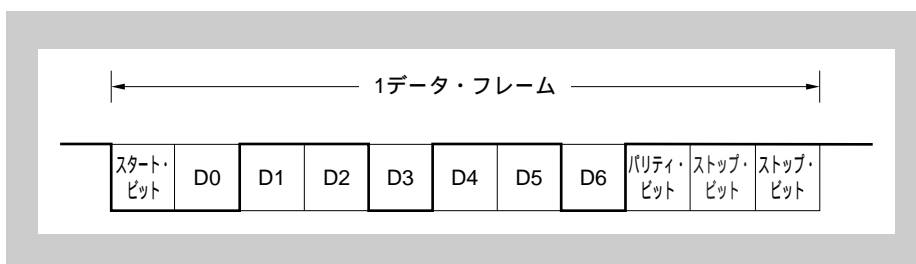 1データ・フレーム
スタート・
ビット
D0
D1
D2
D3
D4
D5
D6
パリティ・
ビット
ストップ・
ビット
ストップ・
ビット